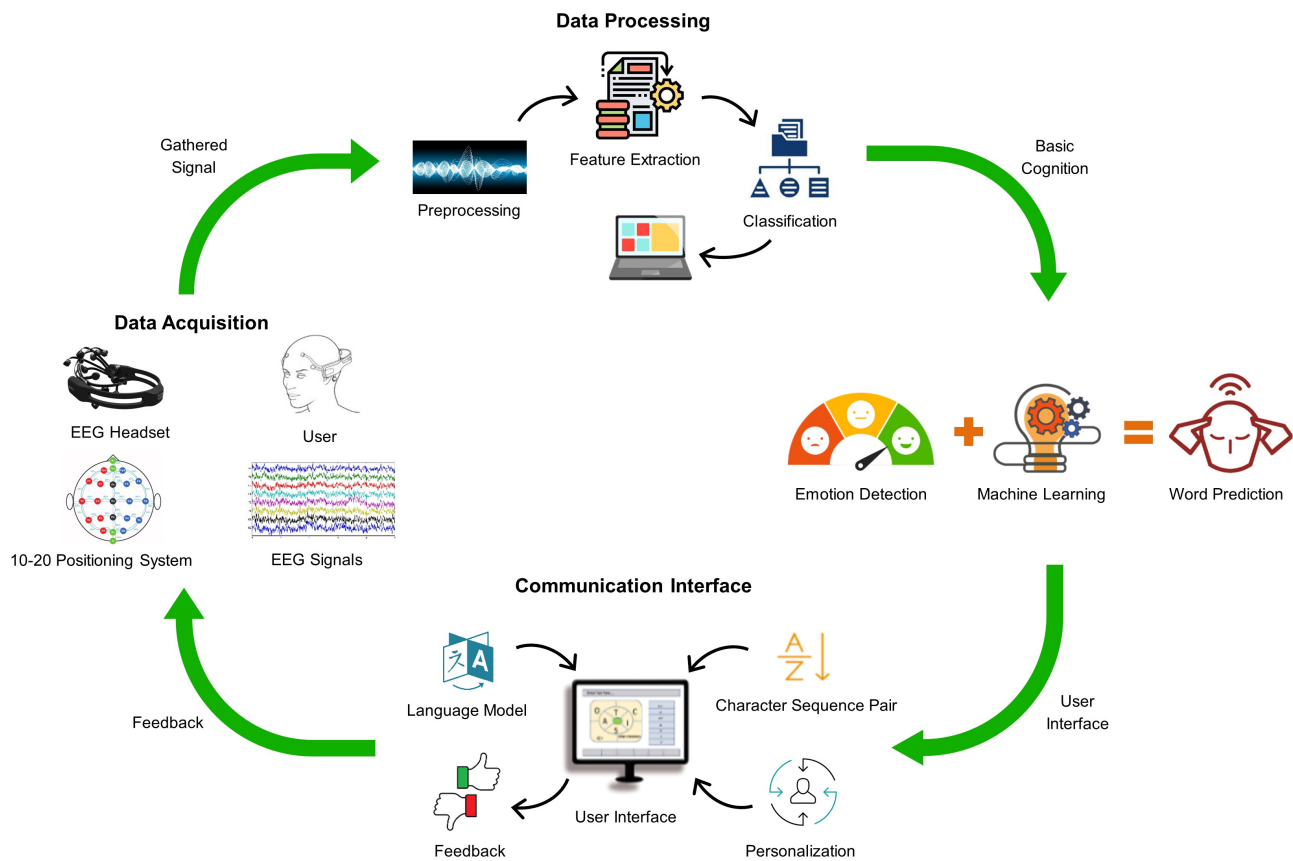 Data Processing
Gathered
Signal
Feature Extraction
Basic
Cognition
Preprocessing
Classification
Data Acquisition
EEG Headset
User
10-20 Positioning System
EEG Signals
Emotion Detection
Machine Learning
Word Prediction
Communication Interface
A
A
Z
Language Model
Character Sequence Pair
O
T
C
A
I
S
User
Interface
Feedback
User Interface
Feedback
Personalization